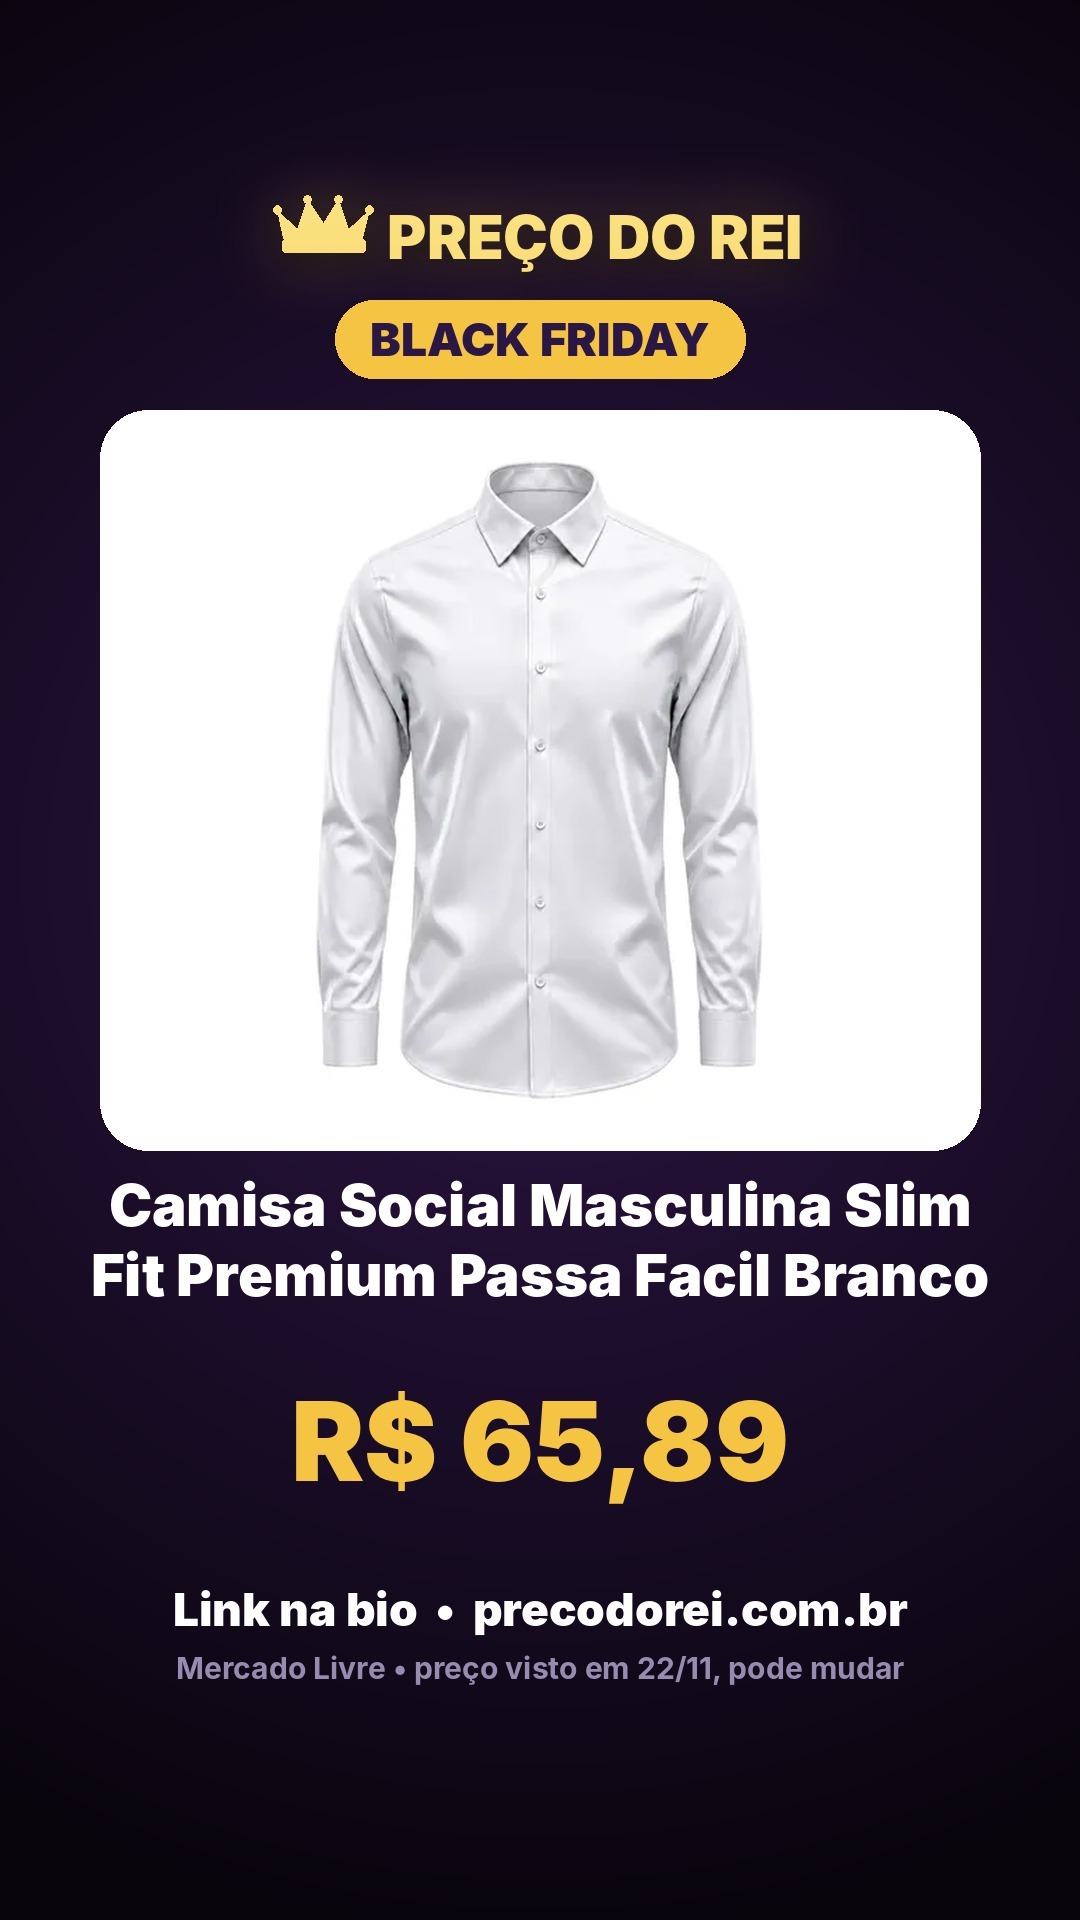 PREÇO DO REI
BLACK FRIDAY
Camisa Social Masculina Slim
Fit Premium Passa Facil Branco
R$ 65,89
Link na bio • precodorei.com.br
Mercado Livre • preço visto em 22/11, pode mudar